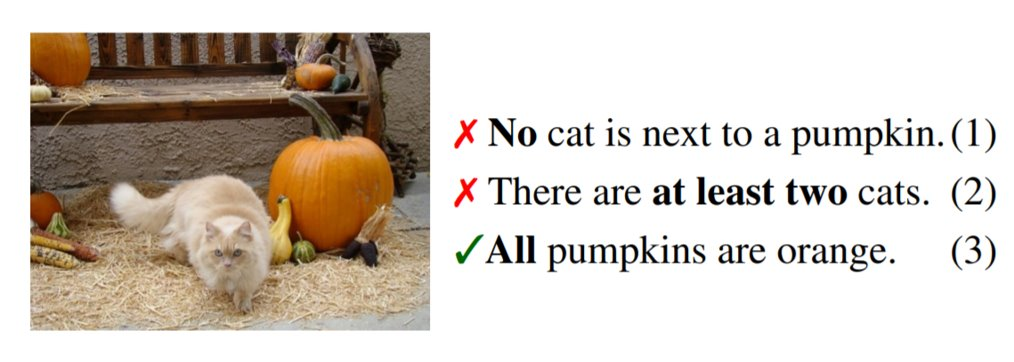 ✗ No cat is next to a pumpkin. (1)
✗ There are at least two cats. (2)
✓ All pumpkins are orange. (3)